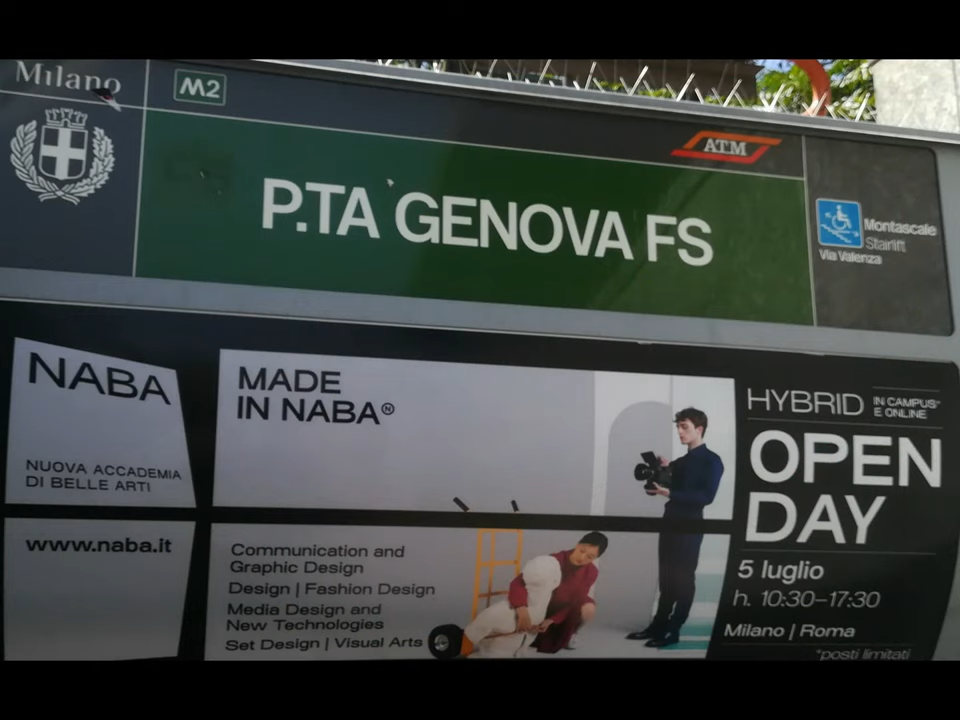 Milano
M2
ATM
P.TA GENOVA FS
Montascale
Stairlift
Via Valenza
NABA
NUOVA ACCADEMIA
DI BELLE ARTI
www.naba.it
MADE
IN NABA
Communication and
Graphic Design
Design | Fashion Design
Media Design and
New Technologies
Set Design | Visual Arts
HYBRID
IN CAMPUS
E ONLINE
OPEN
DAY
5 luglio
h. 10:30–17:30
Milano | Roma
*posti limitati